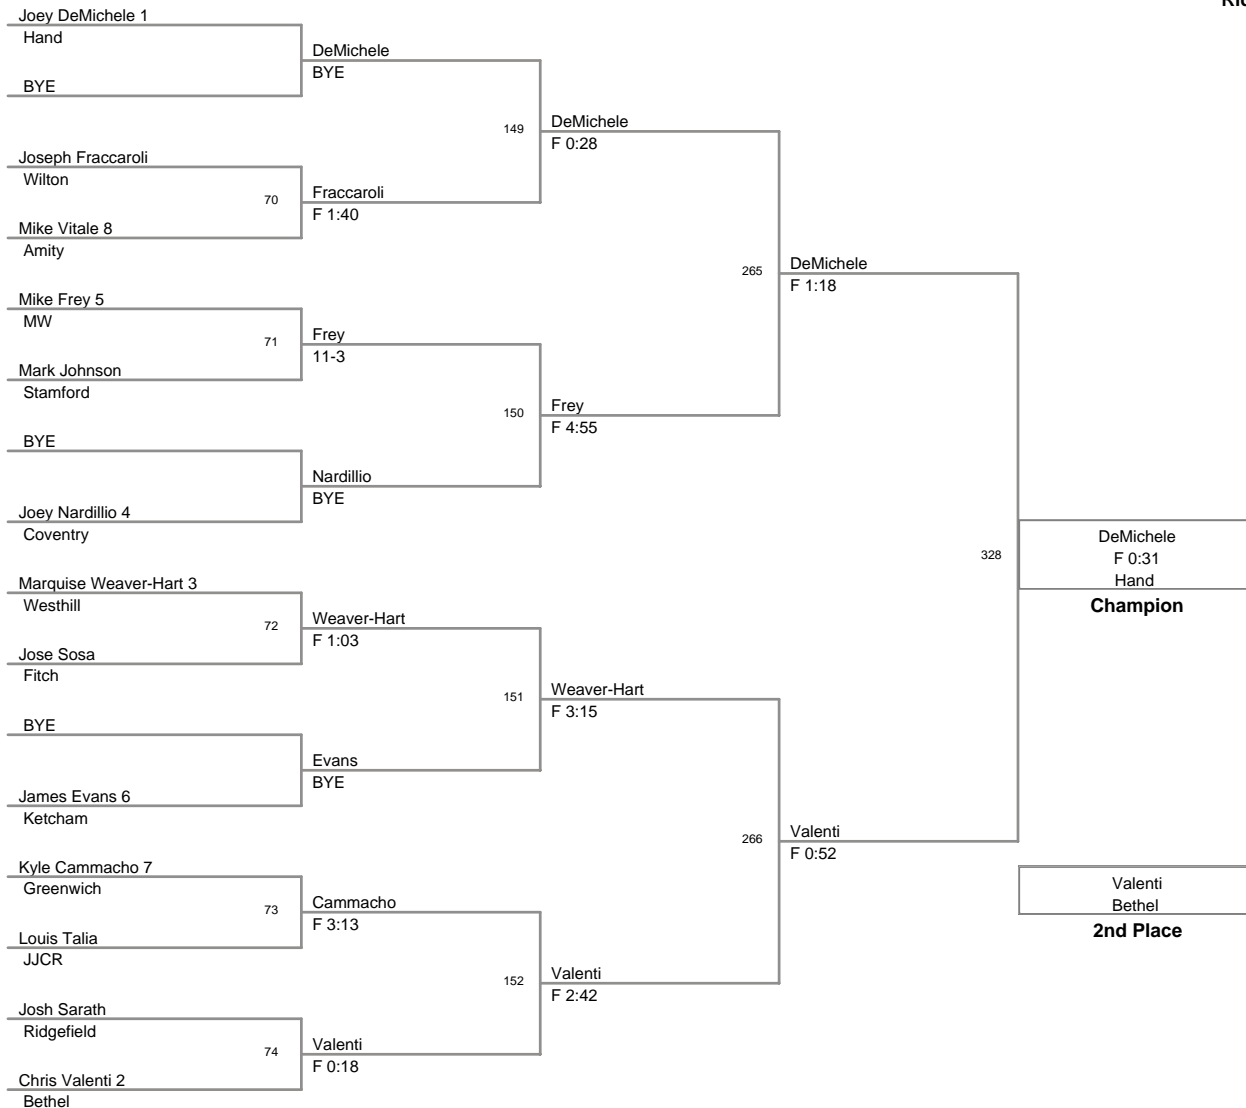 Joey DeMichele 1
Hand
BYE
Joseph Fraccaroli
Wilton
Mike Vitale 8
Amity
Mike Frey 5
MW
Mark Johnson
Stamford
BYE
Joey Nardillio 4
Coventry
Marquise Weaver-Hart 3
Westhill
Jose Sosa
Fitch
BYE
James Evans 6
Ketcham
Kyle Cammacho 7
Greenwich
Louis Talia
JJCR
Josh Sarath
Ridgefield
Chris Valenti 2
Bethel
70
71
72
73
74
DeMichele
BYE
Fraccaroli
F 1:40
Frey
11-3
Nardillio
BYE
Weaver-Hart
F 1:03
Evans
BYE
Cammacho
F 3:13
Valenti
F 0:18
149
150
151
152
DeMichele
F 0:28
Frey
F 4:55
Weaver-Hart
F 3:15
Valenti
F 2:42
265
266
DeMichele
F 1:18
Valenti
F 0:52
328
DeMichele
F 0:31
Hand
Champion
Valenti
Bethel
2nd Place